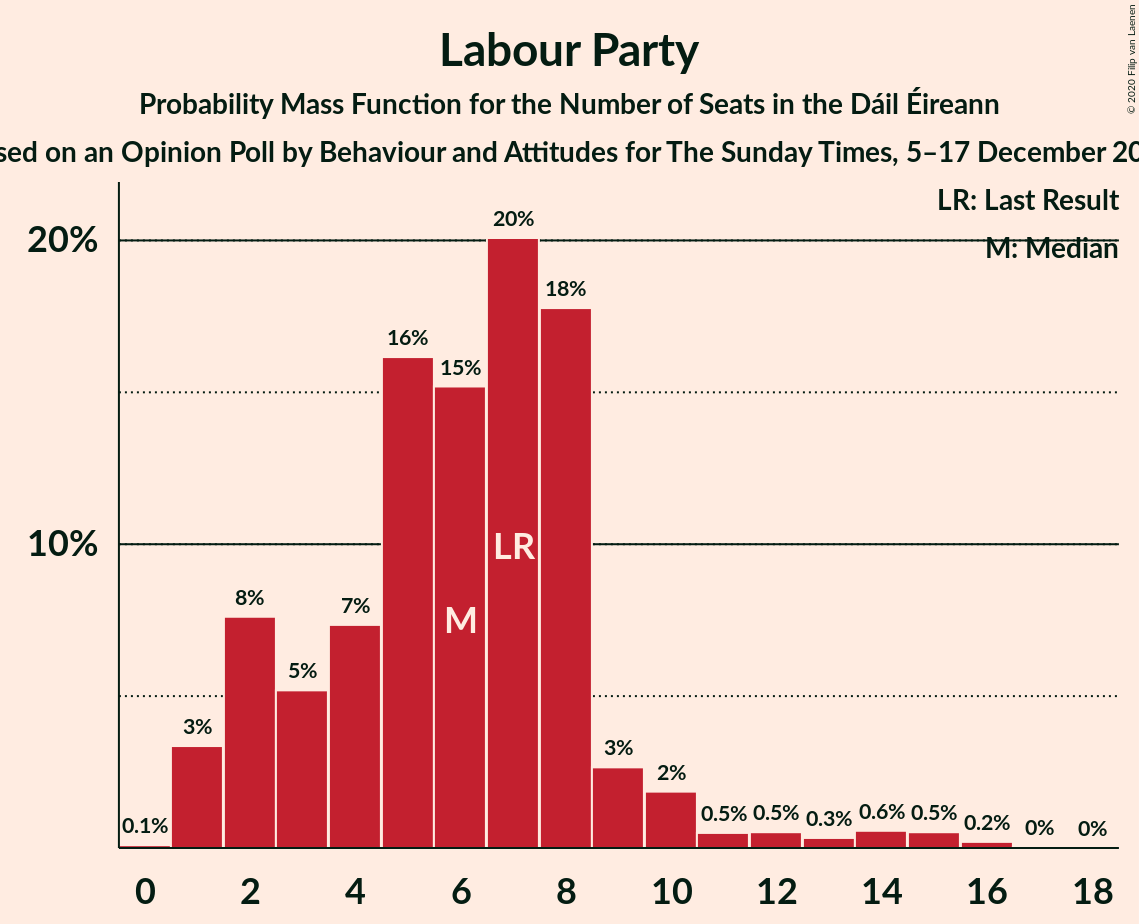 Labour Party
Probability Mass Function for the Number of Seats in the Dáil Éireann
sed on an Opinion Poll by Behaviour and Attitudes for The Sunday Times, 5–17 December 20
© 2020 Filip van Laenen
LR: Last Result
M: Median
20%
10%
0.1%
3%
8%
5%
7%
16%
15%
20%
18%
3%
2%
0.5%
0.5%
0.3%
0.6%
0.5%
0.2%
0%
0%
LR
M
0 2 4 6 8 10 12 14 16 18